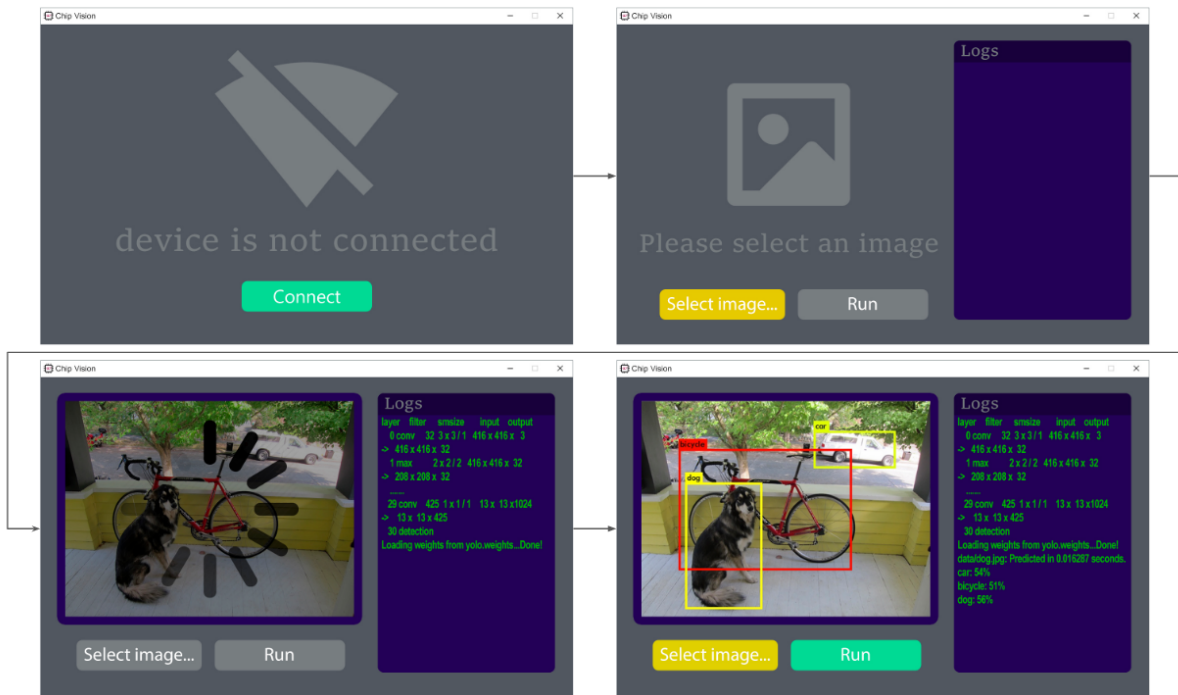 Chip Vision
device is not connected
Connect
Chip Vision
Logs
Please select an image
Select image...
Run
Chip Vision
Logs
layer filter smsize input output
0 conv 32 3 x 3 / 1 416 x 416 x 3
-> 416 x 416 x 32
1 max 2 x 2 / 2 416 x 416 x 32
-> 208 x 208 x 32
......
29 conv 425 1 x 1 / 1 13 x 13 x1024
-> 13 x 13 x 425
30 detection
Loading weights from yolo.weights...Done!
Select image...
Run
Chip Vision
car
bicycle
dog
Logs
layer filter smsize input output
0 conv 32 3 x 3 / 1 416 x 416 x 3
-> 416 x 416 x 32
1 max 2 x 2 / 2 416 x 416 x 32
-> 208 x 208 x 32
......
29 conv 425 1 x 1 / 1 13 x 13 x1024
-> 13 x 13 x 425
30 detection
Loading weights from yolo.weights...Done!
data/dog.jpg: Predicted in 0.016287 seconds.
car: 54%
bicycle: 51%
dog: 56%
Select image...
Run